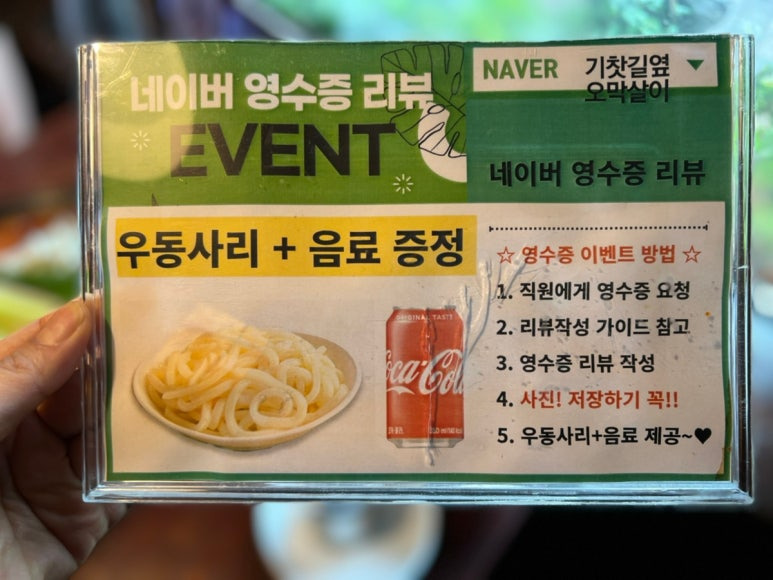 네이버 영수증 리뷰
EVENT
우동사리 + 음료 증정
ORIGINAL TASTE
Coca-Cola
NAVER
기찻길옆
오막살이
네이버 영수증 리뷰
☆ 영수증 이벤트 방법 ☆
1. 직원에게 영수증 요청
2. 리뷰작성 가이드 참고
3. 영수증 리뷰 작성
4. 사진! 저장하기 꼭!!
5. 우동사리+음료 제공~♥